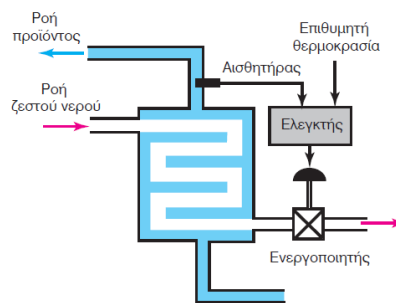 Ροή
προϊόντος
Ροή
ζεστού νερού
Αισθητήρας
Επιθυμητή
θερμοκρασία
Ελεγκτής
Ενεργοποιητής